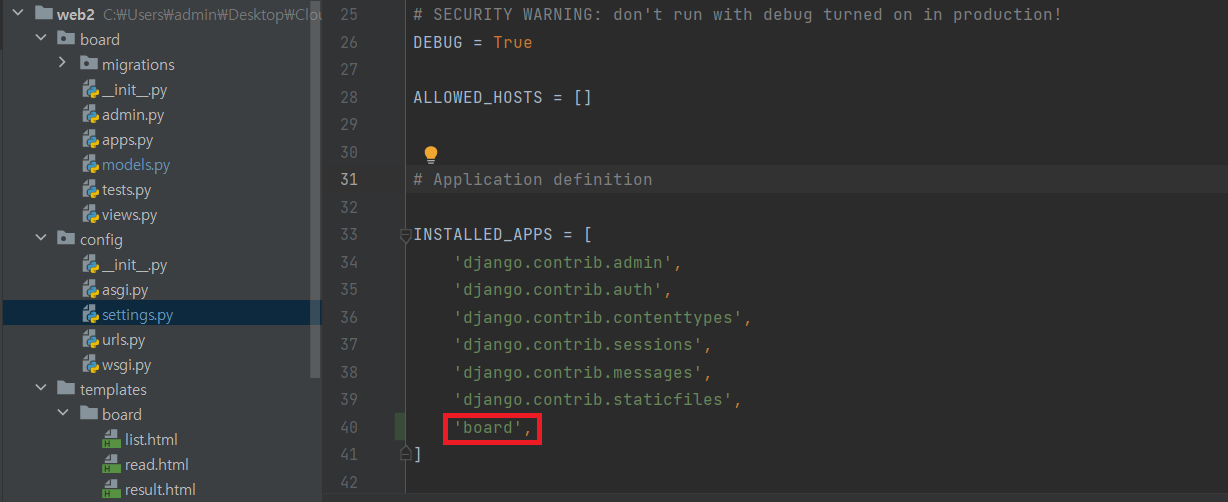 web2 C:₩Users₩admin₩Desktop₩Clo
board
migrations
__init__.py
admin.py
apps.py
models.py
tests.py
views.py
config
__init__.py
asgi.py
settings.py
urls.py
wsgi.py
templates
board
list.html
read.html
result.html
25 # SECURITY WARNING: don't run with debug turned on in production!
26 DEBUG = True
27
28 ALLOWED_HOSTS = []
29
30
31 # Application definition
32
33 INSTALLED_APPS = [
34 'django.contrib.admin',
35 'django.contrib.auth',
36 'django.contrib.contenttypes',
37 'django.contrib.sessions',
38 'django.contrib.messages',
39 'django.contrib.staticfiles',
40 'board',
41 ]
42